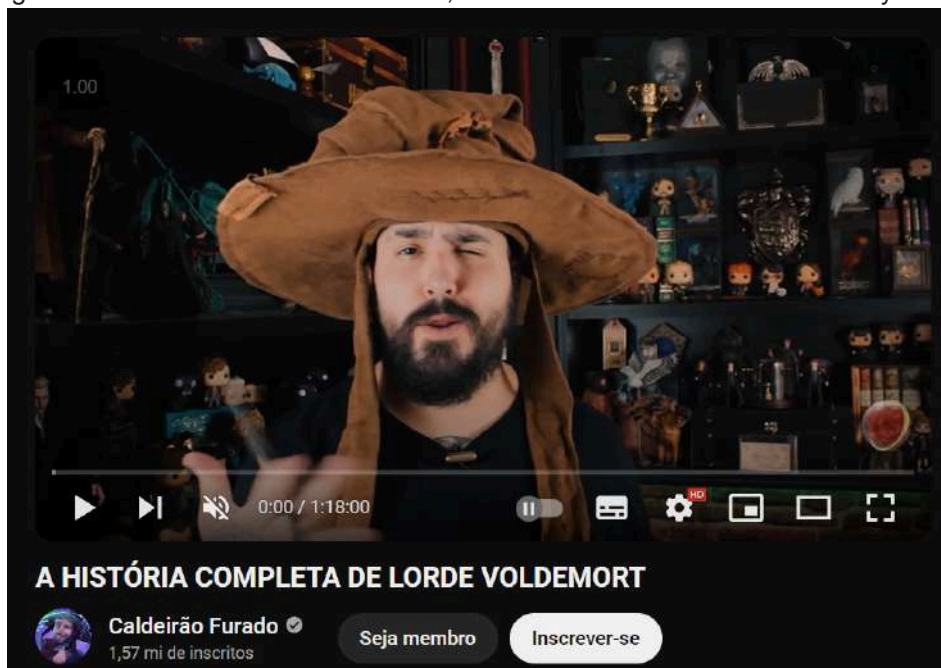 1.00
0:00 / 1:18:00
HD
A HISTÓRIA COMPLETA DE LORDE VOLDEMORT
Caldeirão Furado
1,57 mi de inscritos
Seja membro
Inscrever-se